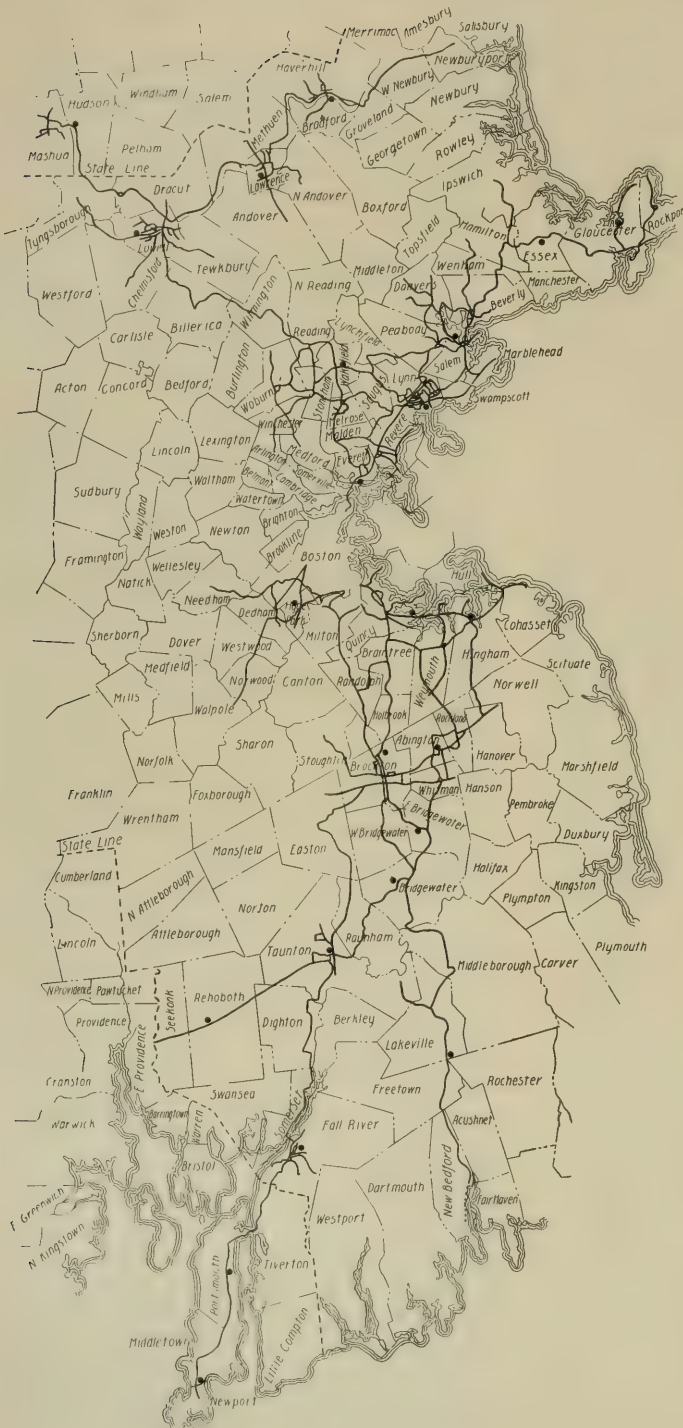 Salisbury
Merrimac
Amesbury
Newburyport
Haverhill
Windham
Salem
Hudson
W Newbury
Newbury
Methuen
Bradford
Groveland
Georgetown
Rowley
Pelham
Nashua
State Line
Dracut
Lawrence
N Andover
Ipswich
Andover
Boxford
Tyngsborough
Lowell
Topsfield
Hamilton
Gloucester
Rockport
Essex
Chelmsford
Tewkbury
Middleton
Wenham
Danvers
Manchester
Westford
Wilmington
N Reading
Beverly
Carlisle
Billerica
Reading
Lynnfield
Peabody
Burlington
Wakefield
Salem
Marblehead
Acton
Concord
Bedford
Woburn
Stoneham
Saugus
Lynn
Swampscott
Winchester
Melrose
Malden
Revere
Lincoln
Lexington
Arlington
Medford
Everett
Belmont
Somerville
Cambridge
Waltham
Watertown
Sudbury
Wayland
Weston
Newton
Brighton
Brookline
Framington
Wellesley
Boston
Natick
Hull
Needham
Dedham
Cohasset
Sherborn
Dover
Westwood
Milton
Quincy
Braintree
Hingham
Scituate
Medfield
Norwood
Canton
Randolph
Weymouth
Norwell
Millis
Walpole
Holbrook
Rockland
Sharon
Abington
Hanover
Norfolk
Stoughton
Brockton
Marshfield
Franklin
Foxborough
Whitman
Hanson
Wrentham
Pembroke
E Bridgewater
Duxbury
State Line
W Bridgewater
Mansfield
Easton
Cumberland
Halifax
Kingston
N Attleborough
Bridgewater
Plympton
Norton
Lincoln
Attleborough
Plymouth
Taunton
Raynham
Middleborough
Carver
N Providence
Pawtucket
Seekonk
Rehoboth
Providence
Dighton
Berkley
E Providence
Lakeville
Cranston
Rochester
Swansea
Freetown
Warwick
Barrington
Warren
Somerset
Fall River
Acushnet
Bristol
New Bedford
Dartmouth
Fairhaven
E Greenwich
Westport
N Kingstown
Tiverton
Portsmouth
Middletown
Little Compton
Newport